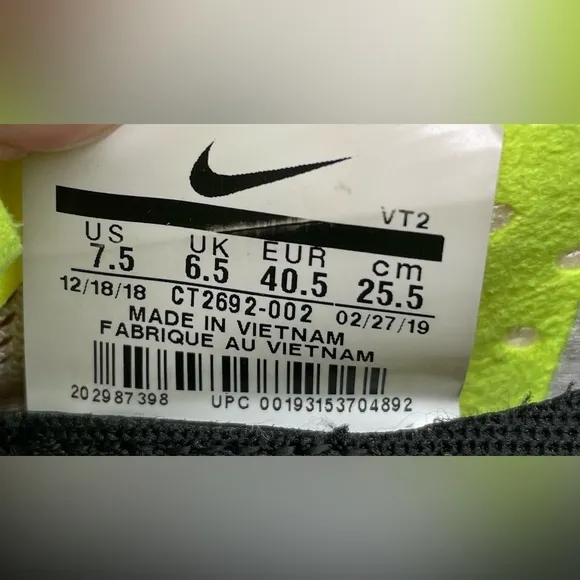 VT2
US UK EUR cm
7.5 6.5 40.5 25.5
12/18/18 CT2692-002 02/27/19
MADE IN VIETNAM
FABRIQUE AU VIETNAM
202987398 UPC 00193153704892